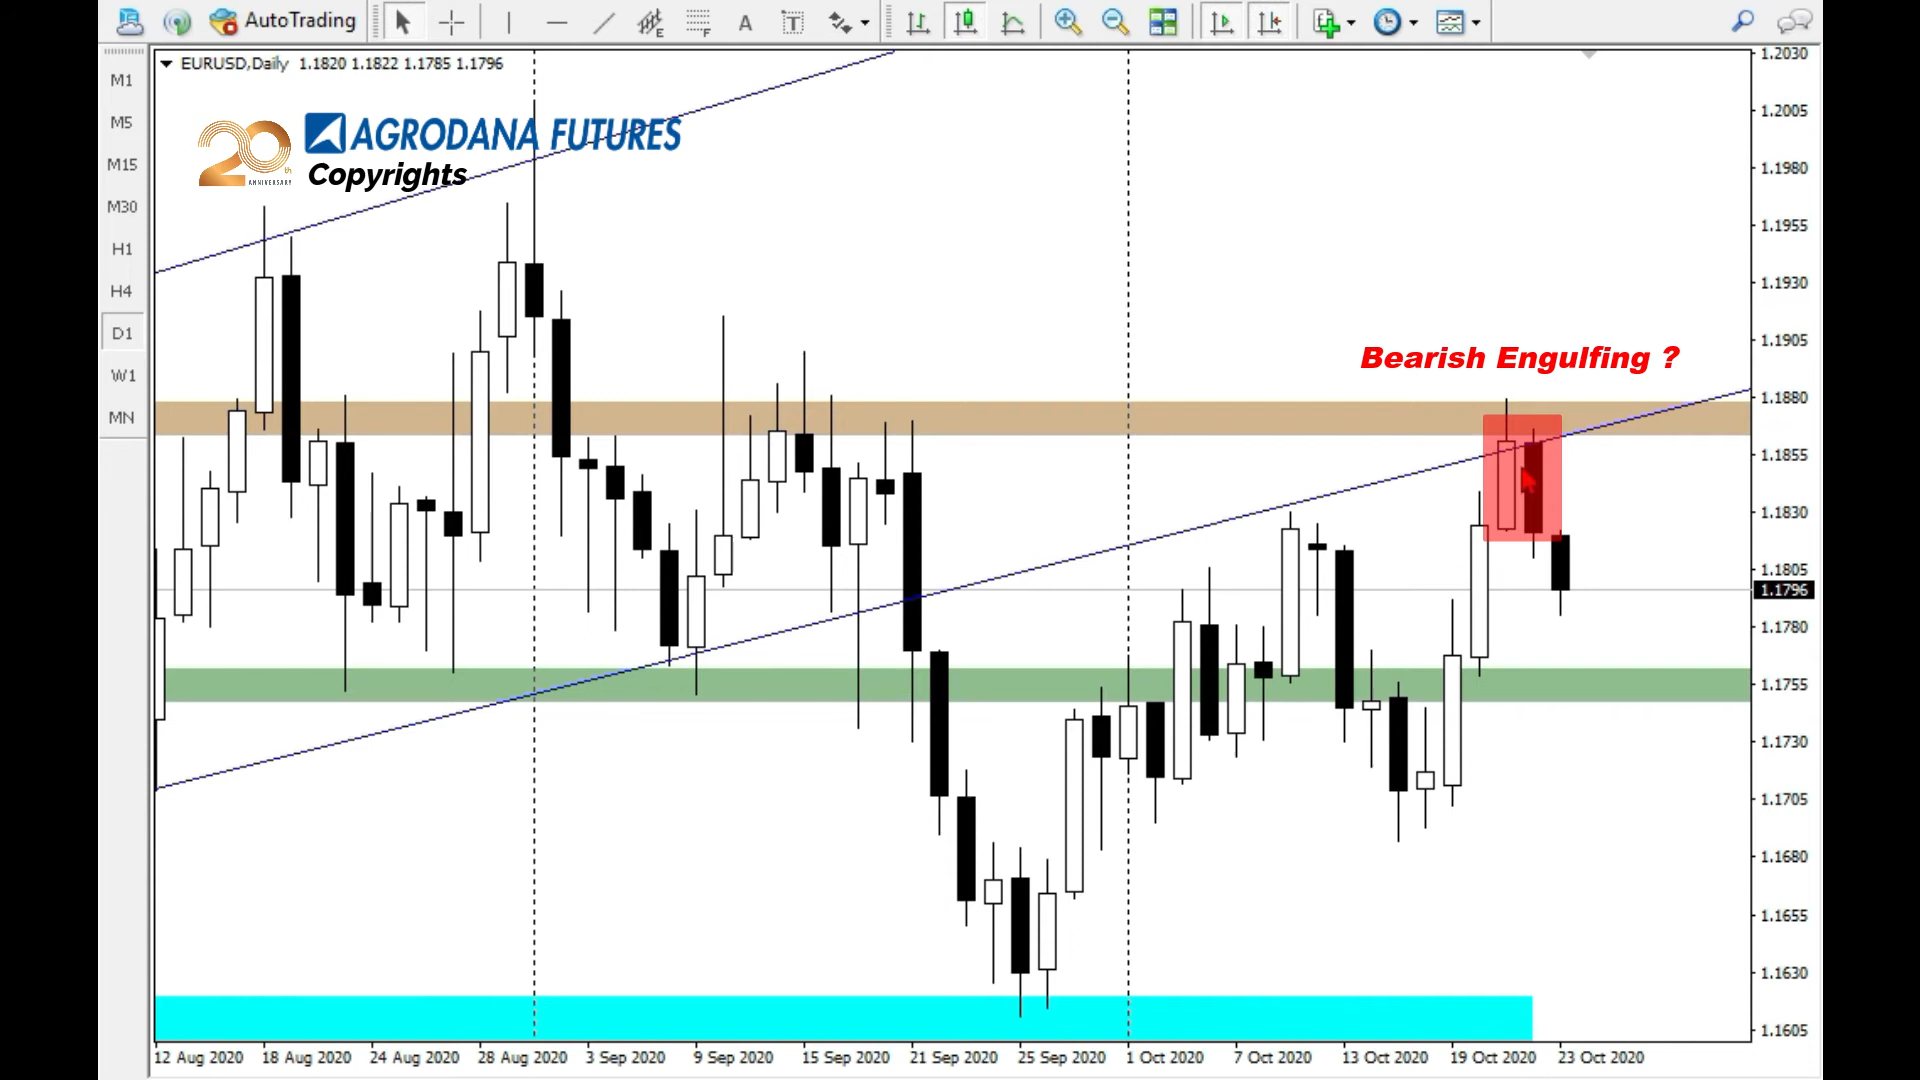 AutoTrading
E
F
A
T
M1
M5
M15
M30
H1
H4
D1
W1
MN
EURUSD,Daily 1.1820 1.1822 1.1785 1.1796
20th ANNIVERSARY
AGRODANA FUTURES
Copyrights
Bearish Engulfing ?
1.2030
1.2005
1.1980
1.1955
1.1930
1.1905
1.1880
1.1855
1.1830
1.1805
1.1796
1.1780
1.1755
1.1730
1.1705
1.1680
1.1655
1.1630
1.1605
12 Aug 2020 18 Aug 2020 24 Aug 2020 28 Aug 2020 3 Sep 2020 9 Sep 2020 15 Sep 2020 21 Sep 2020 25 Sep 2020 1 Oct 2020 7 Oct 2020 13 Oct 2020 19 Oct 2020 23 Oct 2020